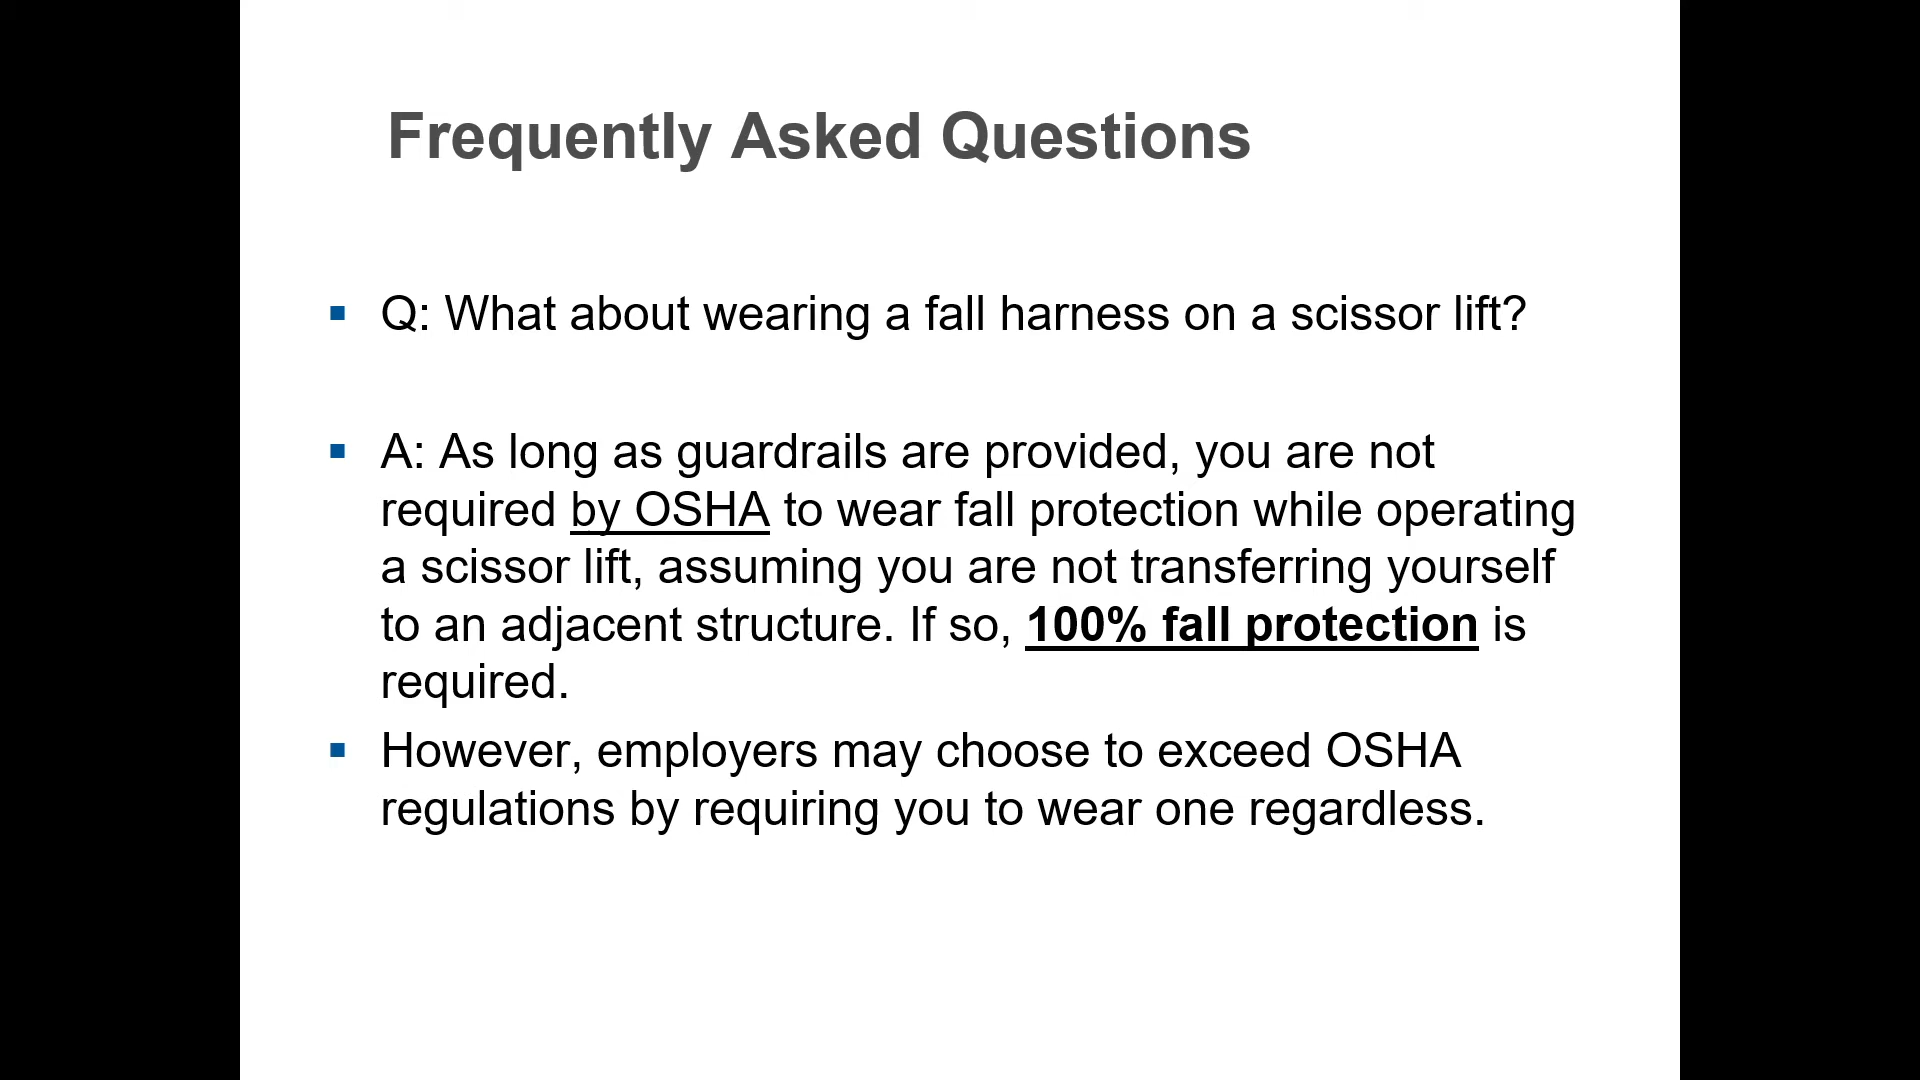 Frequently Asked Questions
▪ Q: What about wearing a fall harness on a scissor lift?
▪ A: As long as guardrails are provided, you are not
required by OSHA to wear fall protection while operating
a scissor lift, assuming you are not transferring yourself
to an adjacent structure. If so, 100% fall protection is
required.
▪ However, employers may choose to exceed OSHA
regulations by requiring you to wear one regardless.